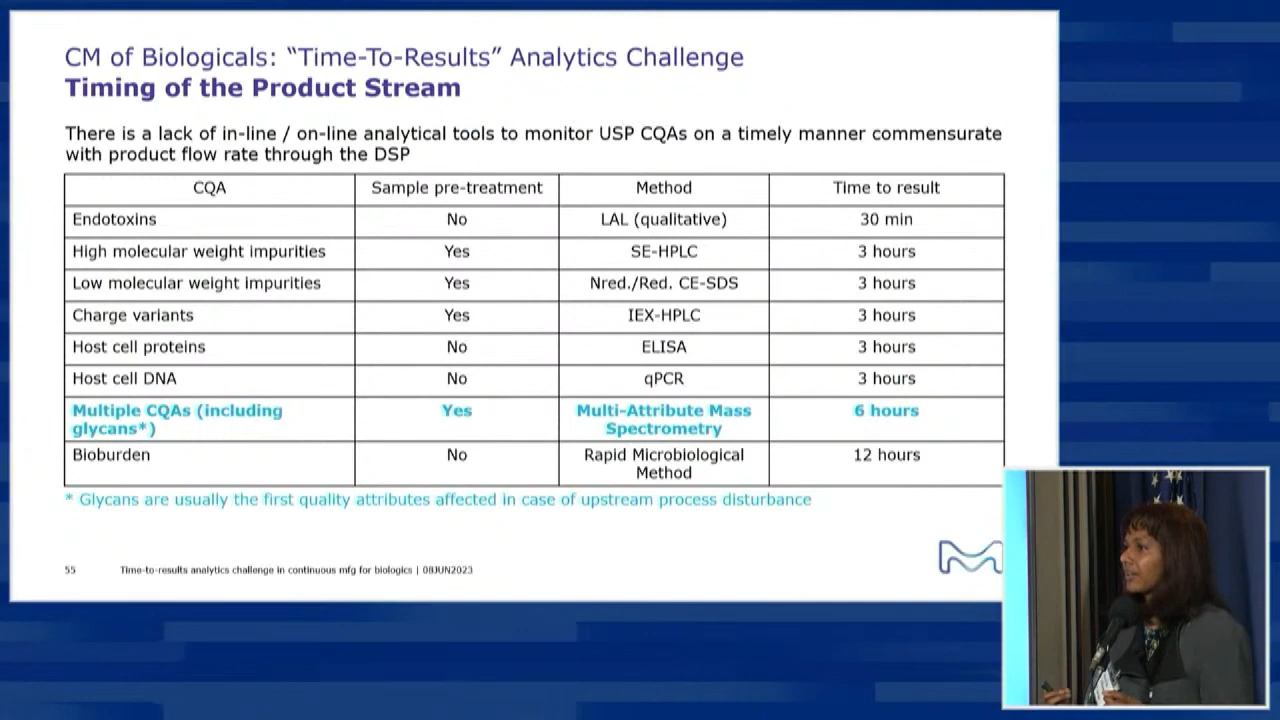 CM of Biologicals: “Time-To-Results” Analytics Challenge
Timing of the Product Stream
There is a lack of in-line / on-line analytical tools to monitor USP CQAs on a timely manner commensurate
with product flow rate through the DSP
CQA Sample pre-treatment Method Time to result
Endotoxins No LAL (qualitative) 30 min
High molecular weight impurities Yes SE-HPLC 3 hours
Low molecular weight impurities Yes Nred./Red. CE-SDS 3 hours
Charge variants Yes IEX-HPLC 3 hours
Host cell proteins No ELISA 3 hours
Host cell DNA No qPCR 3 hours
Multiple CQAs (including Yes Multi-Attribute Mass 6 hours
glycans*) Spectrometry
Bioburden No Rapid Microbiological 12 hours
Method
* Glycans are usually the first quality attributes affected in case of upstream process disturbance
55 Time-to-results analytics challenge in continuous mfg for biologics | 08JUN2023